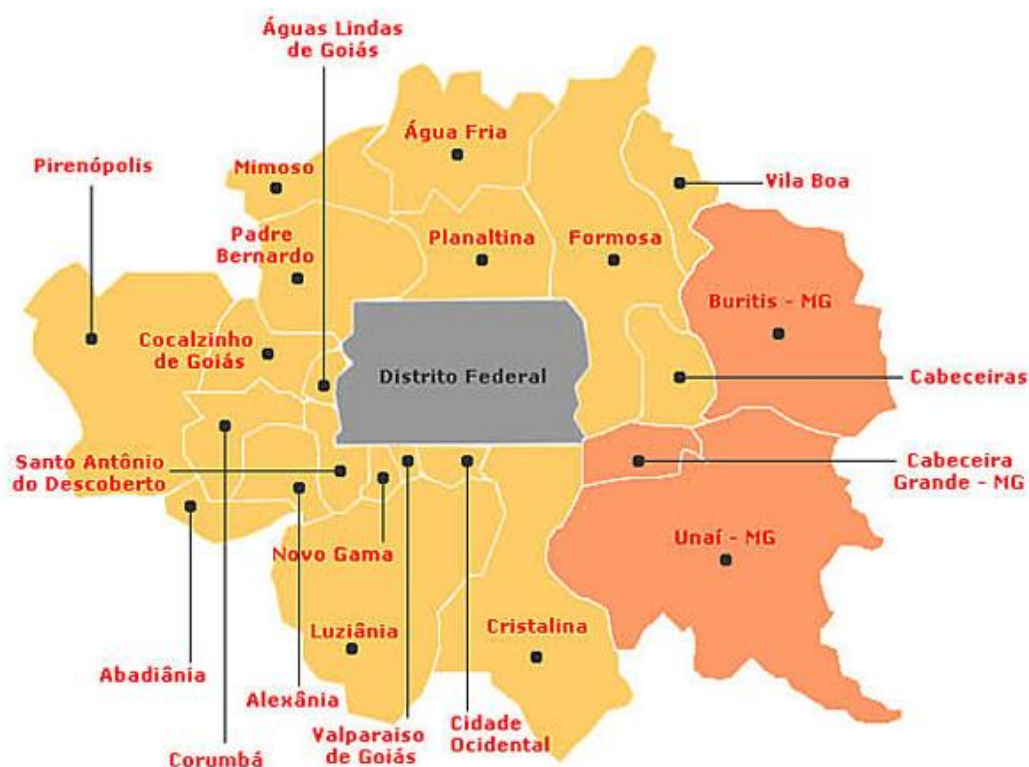 Águas Lindas
de Goiás
Água Fria
Pirenópolis
Mimoso
Vila Boa
Padre
Bernardo
Planaltina
Formosa
Buritis - MG
Cocalzinho
de Goiás
Distrito Federal
Cabeceiras
Santo Antônio
do Descoberto
Cabeceira
Grande - MG
Novo Gama
Unaí - MG
Luziânia
Cristalina
Abadiânia
Alexânia
Valparaiso
de Goiás
Cidade
Ocidental
Corumbá